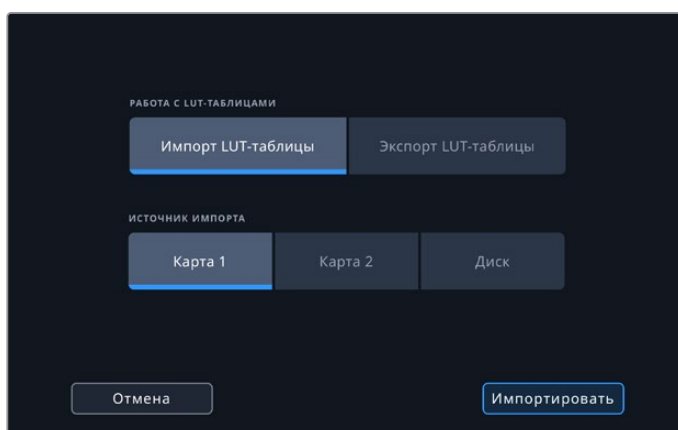 РАБОТА С LUT-ТАБЛИЦАМИ
Импорт LUT-таблицы Экспорт LUT-таблицы
ИСТОЧНИК ИМПОРТА
Карта 1 Карта 2 Диск
Отмена Импортировать